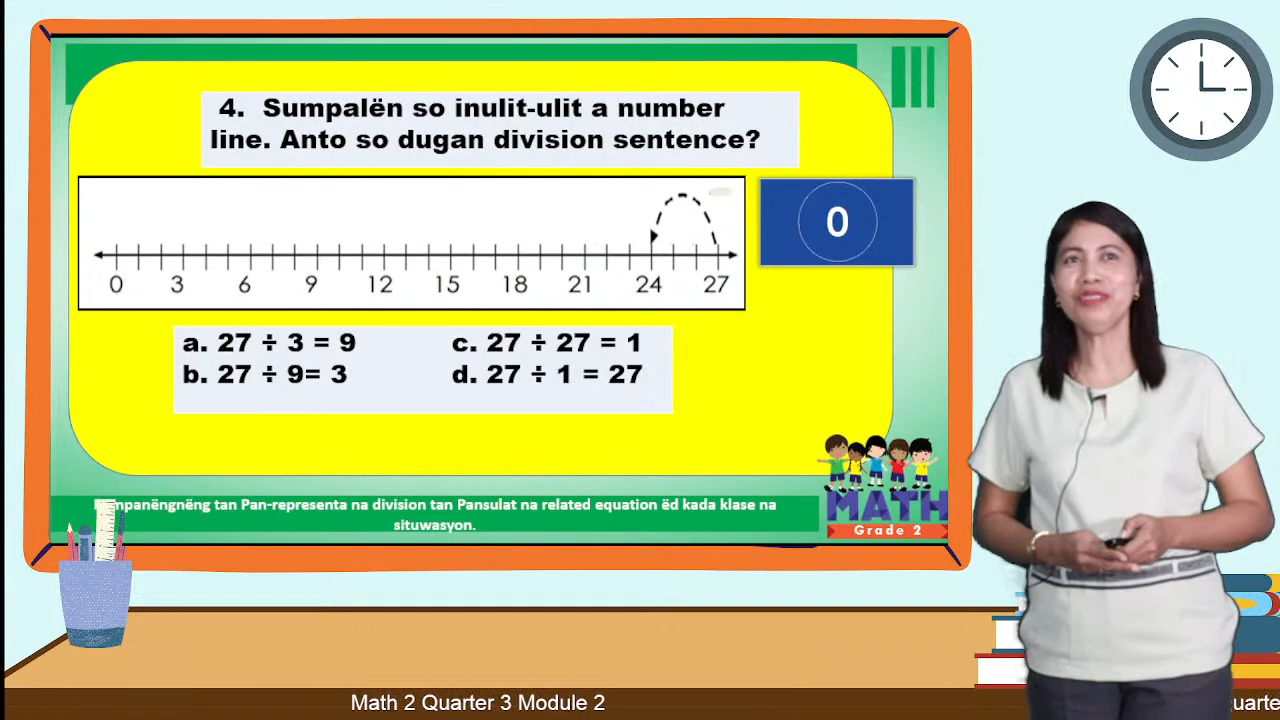 4. Sumpalën so inulit-ulit a number
line. Anto so dugan division sentence?
0
0 3 6 9 12 15 18 21 24 27
a. 27 ÷ 3 = 9
c. 27 ÷ 27 = 1
b. 27 ÷ 9= 3
d. 27 ÷ 1 = 27
tan Pan-representa na division tan Pansulat na related equation ëd kada klase na
situwasyon.
MATH
Grade 2
Math 2 Quarter 3 Module 2